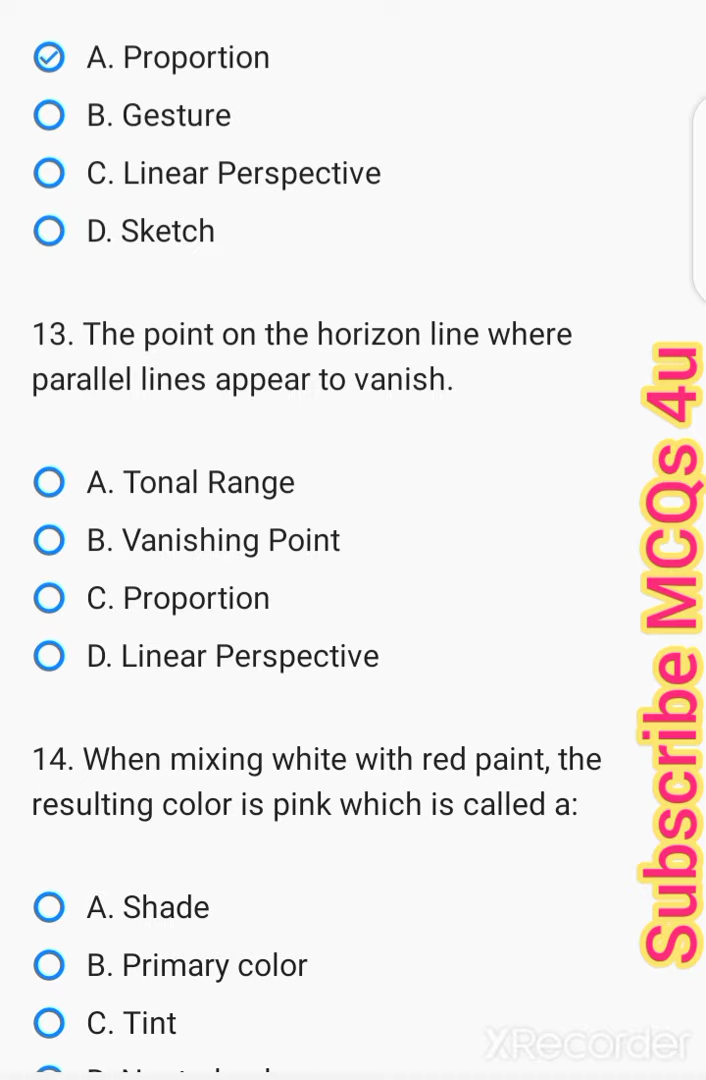 A. Proportion
B. Gesture
C. Linear Perspective
D. Sketch
13. The point on the horizon line where
parallel lines appear to vanish.
A. Tonal Range
B. Vanishing Point
C. Proportion
D. Linear Perspective
14. When mixing white with red paint, the
resulting color is pink which is called a:
A. Shade
B. Primary color
C. Tint
Subscribe MCQs 4u
XRecorder